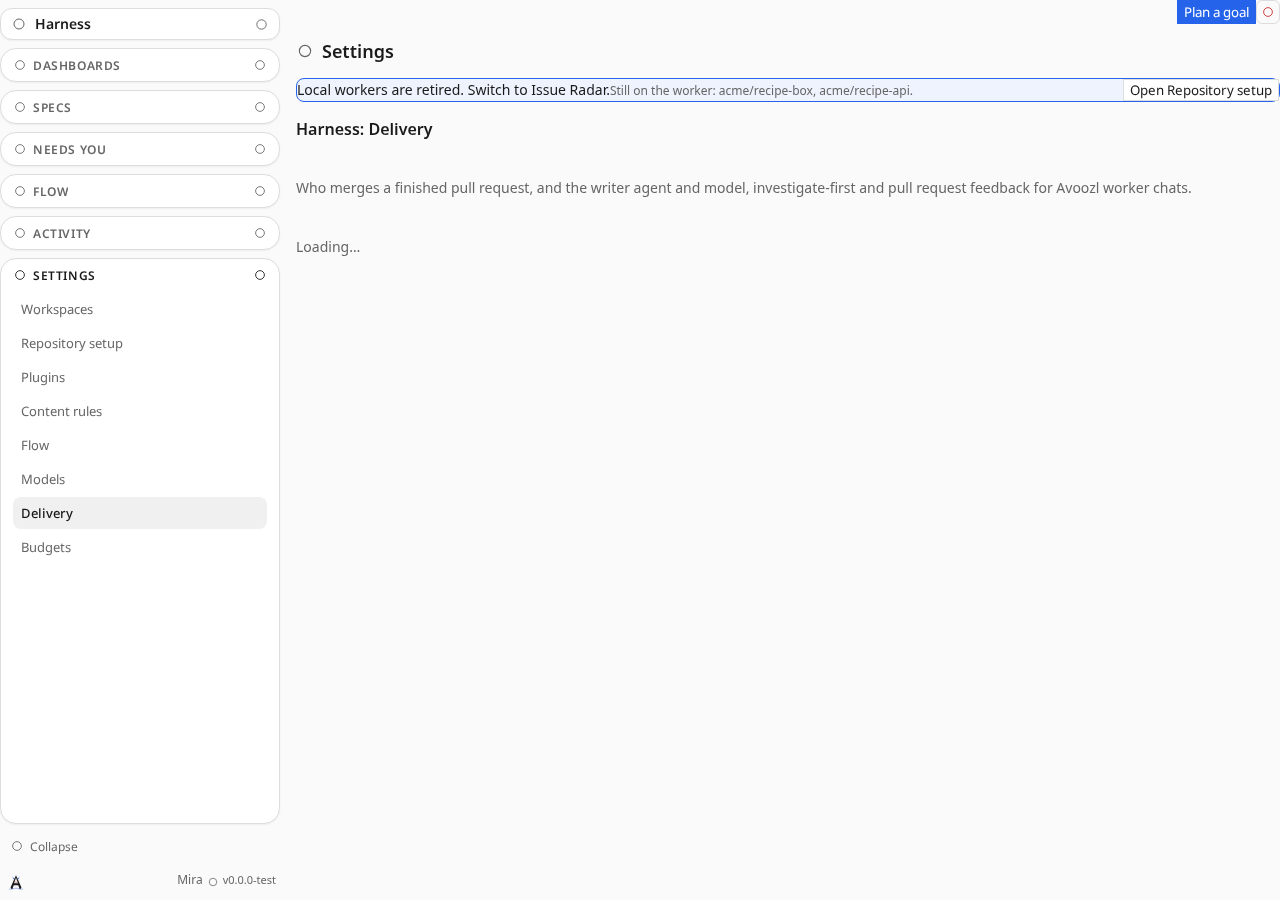 Plan a goal
Harness
DASHBOARDS
SPECS
NEEDS YOU
FLOW
ACTIVITY
SETTINGS
Workspaces
Repository setup
Plugins
Content rules
Flow
Models
Delivery
Budgets
Collapse
A
Mira v0.0.0-test
Settings
Local workers are retired. Switch to Issue Radar.Still on the worker: acme/recipe-box, acme/recipe-api. Open Repository setup
Harness: Delivery
Who merges a finished pull request, and the writer agent and model, investigate-first and pull request feedback for Avoozl worker chats.
Loading…